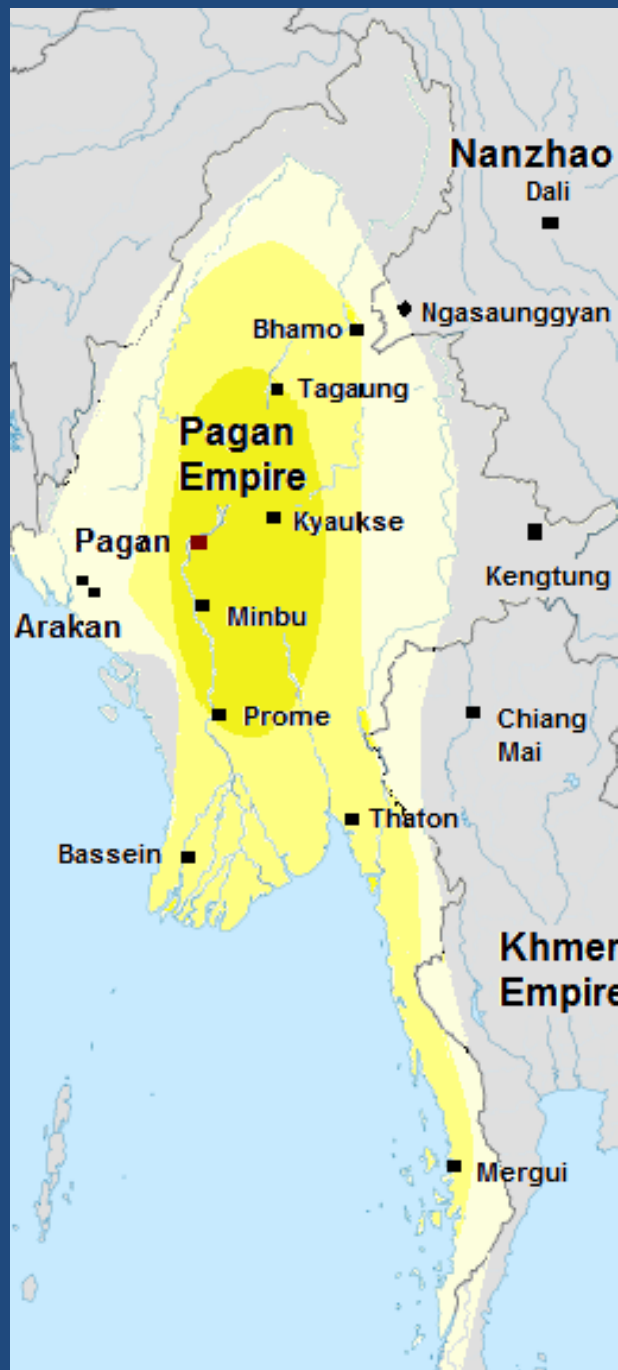 Nanzhao
Dali
Ngasaunggyan
Bhamo
Tagaung
Pagan
Empire
Kyaukse
Pagan
Kengtung
Minbu
Arakan
Prome
Chiang
Mai
Thaton
Bassein
Khmer
Empire
Mergui